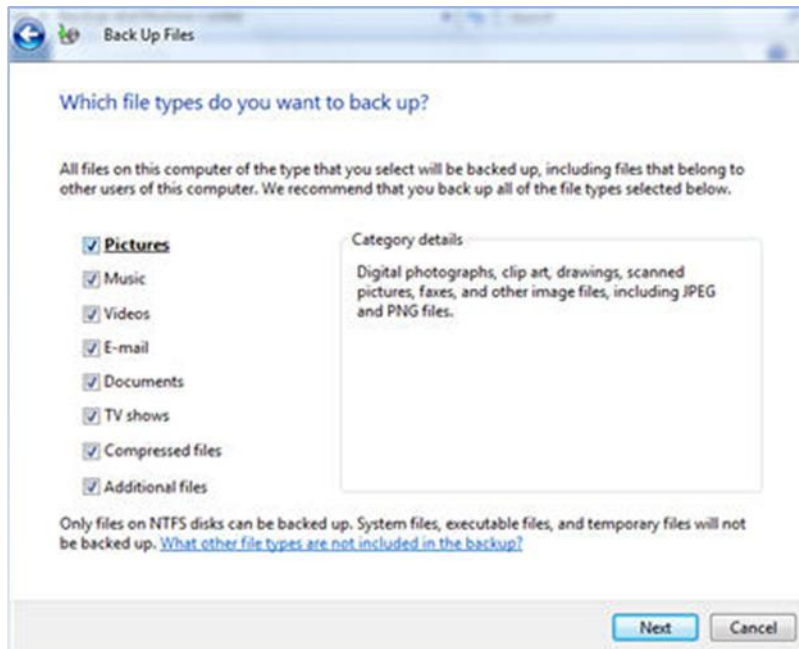 Back Up Files
Which file types do you want to back up?
All files on this computer of the type that you select will be backed up, including files that belong to
other users of this computer. We recommend that you back up all of the file types selected below.
Pictures
Music
Videos
E-mail
Documents
TV shows
Compressed files
Additional files
Category details
Digital photographs, clip art, drawings, scanned
pictures, faxes, and other image files, including JPEG
and PNG files.
Only files on NTFS disks can be backed up. System files, executable files, and temporary files will not
be backed up. What other file types are not included in the backup?
Next
Cancel